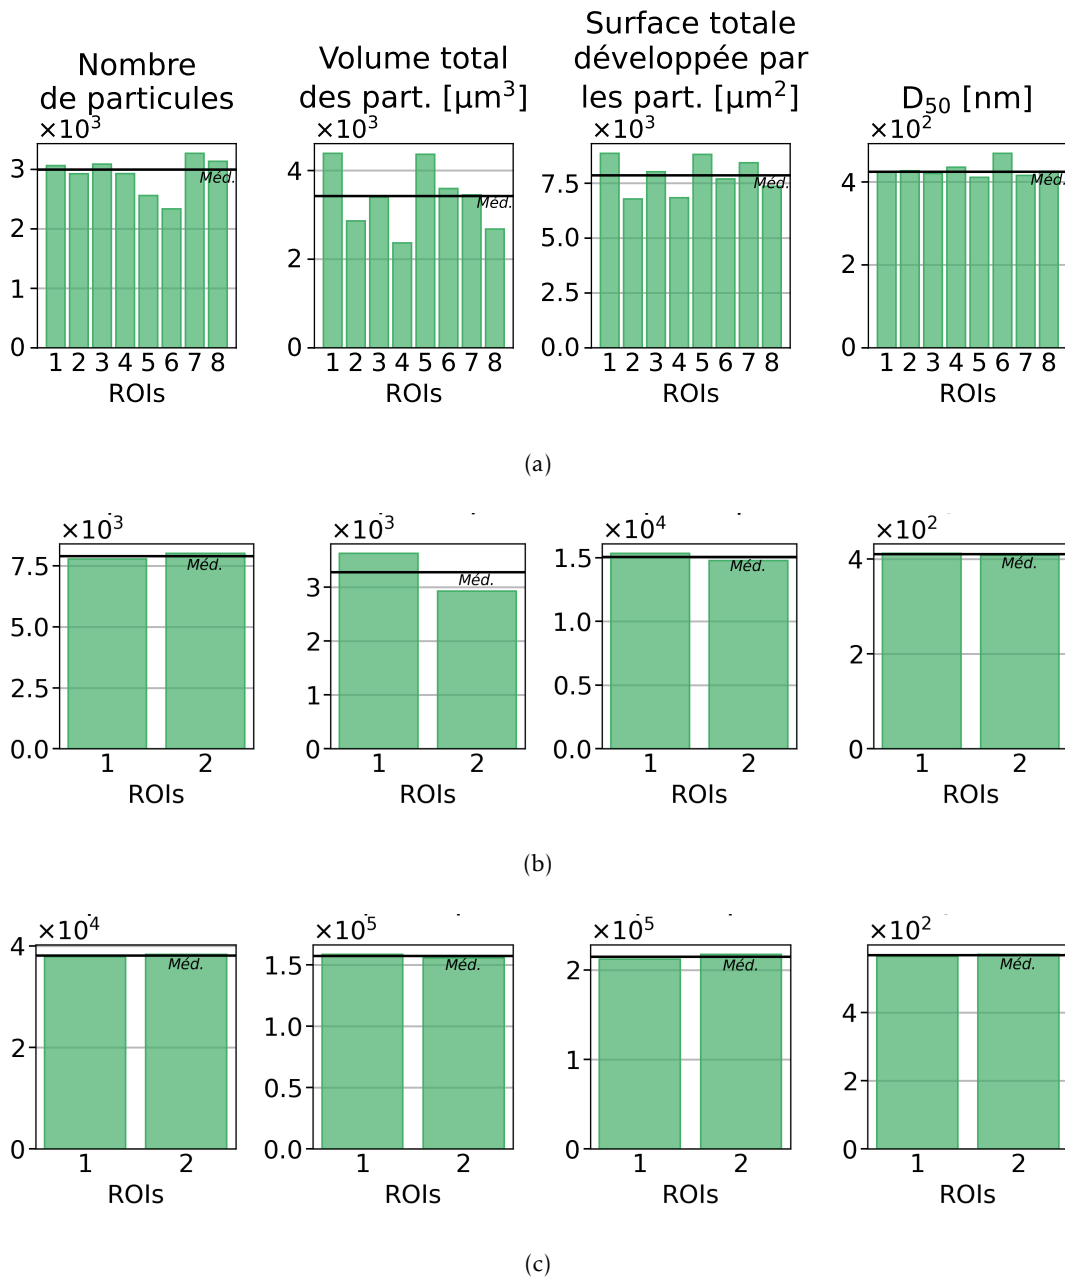 Nombre
de particules
Volume total
des part. [µm³]
Surface totale
développée par
les part. [µm²]
D₅₀ [nm]
×10³
×10³
×10³
×10²
3
2
1
0
Méd.
1 2 3 4 5 6 7 8
ROIs
4
2
0
Méd.
1 2 3 4 5 6 7 8
ROIs
7.5
5.0
2.5
0.0
Méd.
1 2 3 4 5 6 7 8
ROIs
4
2
0
Méd.
1 2 3 4 5 6 7 8
ROIs
(a)
×10³
7.5
5.0
2.5
0.0
Méd.
1 2
ROIs
×10³
3
2
1
0
Méd.
1 2
ROIs
×10⁴
1.5
1.0
0.5
0.0
Méd.
1 2
ROIs
×10²
4
2
0
Méd.
1 2
ROIs
(b)
×10⁴
4
2
0
Méd.
1 2
ROIs
×10⁵
1.5
1.0
0.5
0.0
Méd.
1 2
ROIs
×10⁵
2
1
0
Méd.
1 2
ROIs
×10²
4
2
0
Méd.
1 2
ROIs
(c)